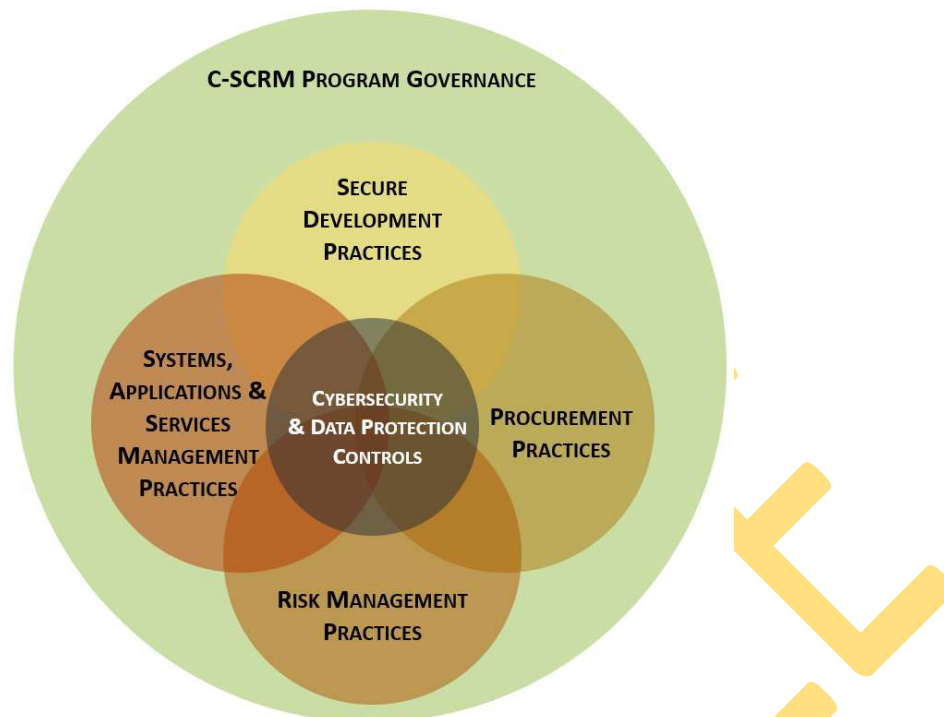 C-SCRM PROGRAM GOVERNANCE
SECURE
DEVELOPMENT
PRACTICES
SYSTEMS,
APPLICATIONS &
SERVICES
MANAGEMENT
PRACTICES
CYBERSECURITY
& DATA PROTECTION
CONTROLS
PROCUREMENT
PRACTICES
RISK MANAGEMENT
PRACTICES